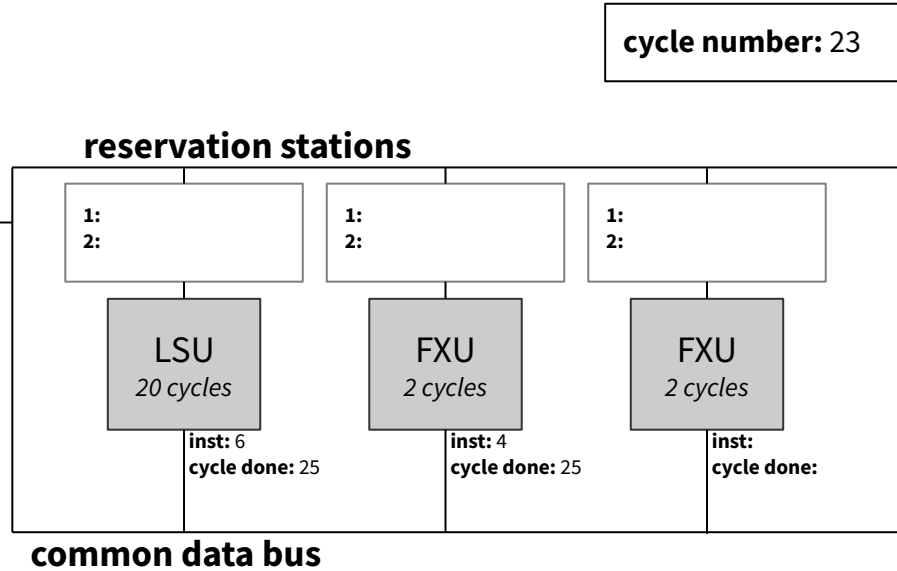 cycle number: 23
reservation stations
1:
2:
1:
2:
1:
2:
LSU
20 cycles
FXU
2 cycles
FXU
2 cycles
inst: 6
cycle done: 25
inst: 4
cycle done: 25
inst:
cycle done:
common data bus